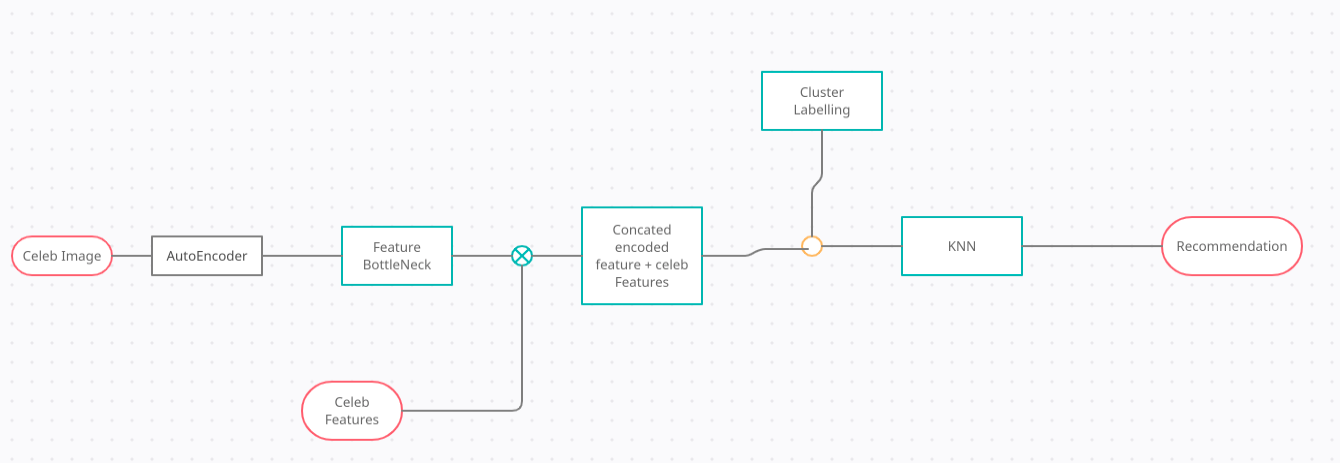 Cluster
Labelling
Celeb Image
AutoEncoder
Feature
BottleNeck
Concated
encoded
feature + celeb
Features
KNN
Recommendation
Celeb
Features